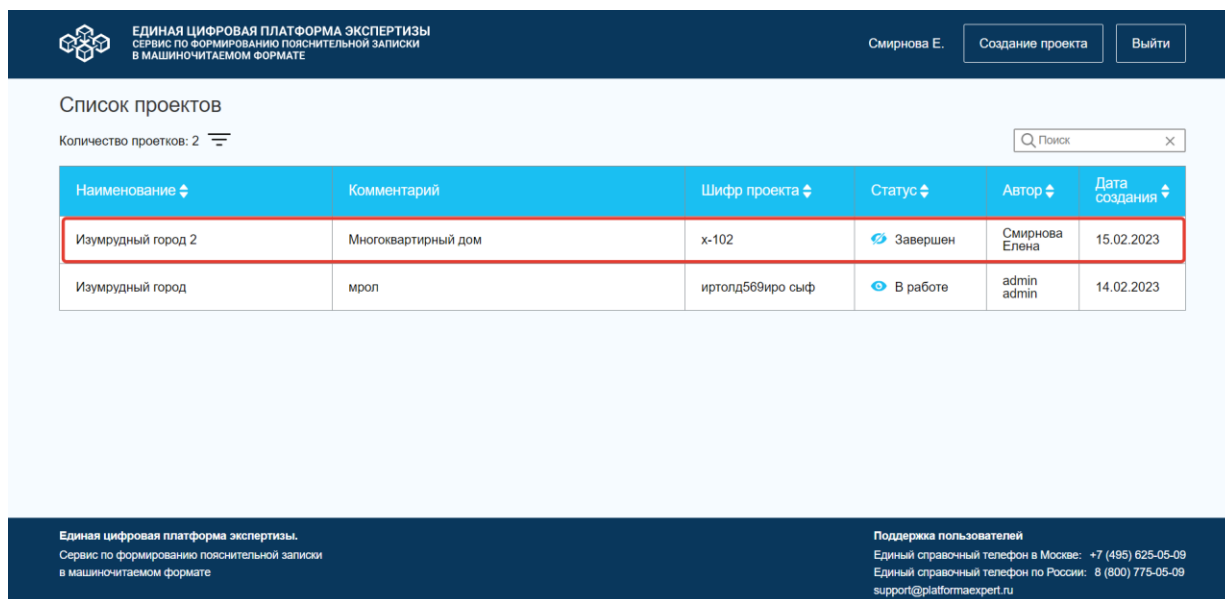 ЕДИНАЯ ЦИФРОВАЯ ПЛАТФОРМА ЭКСПЕРТИЗЫ
СЕРВИС ПО ФОРМИРОВАНИЮ ПОЯСНИТЕЛЬНОЙ ЗАПИСКИ
В МАШИНОЧИТАЕМОМ ФОРМАТЕ
Смирнова Е.
Создание проекта
Выйти
Список проектов
Количество проетков: 2
Поиск
Наименование
Комментарий
Шифр проекта
Статус
Автор
Дата
создания
Изумрудный город 2
Многоквартирный дом
х-102
Завершен
Смирнова
Елена
15.02.2023
Изумрудный город
мрол
иртолд569иро сыф
В работе
admin
admin
14.02.2023
Единая цифровая платформа экспертизы.
Сервис по формированию пояснительной записки
в машиночитаемом формате
Поддержка пользователей
Единый справочный телефон в Москве: +7 (495) 625-05-09
Единый справочный телефон по России: 8 (800) 775-05-09
support@platformaexpert.ru